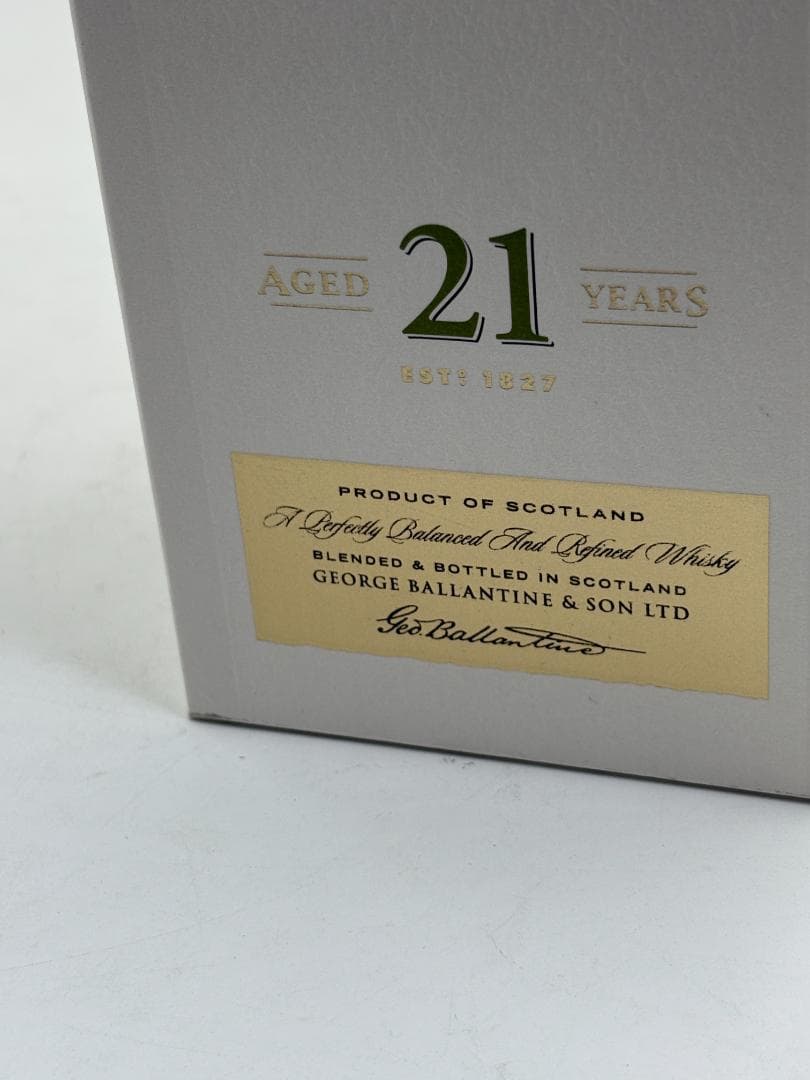 AGED 21 YEARS
ESTº 1827
PRODUCT OF SCOTLAND
A Perfectly Balanced And Refined Whisky
BLENDED & BOTTLED IN SCOTLAND
GEORGE BALLANTINE & SON LTD
Geo. Ballantine